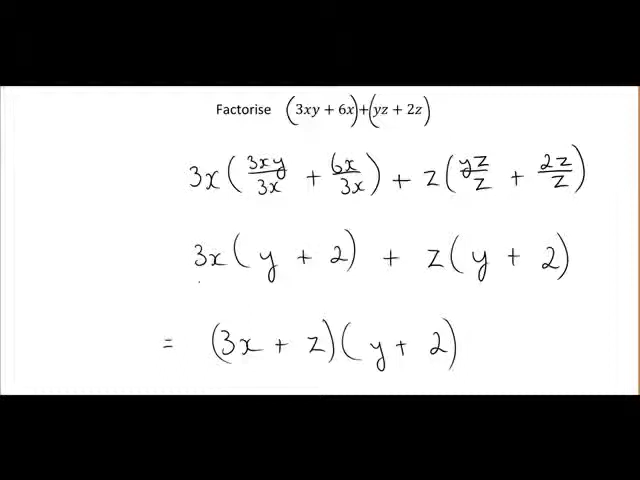 Factorise (3xy + 6x)+(yz + 2z)
3x ( 3xy/3x + 6x/3x ) + z ( yz/z + 2z/z )
3x ( y + 2 ) + z ( y + 2 )
= (3x + z) ( y + 2 )